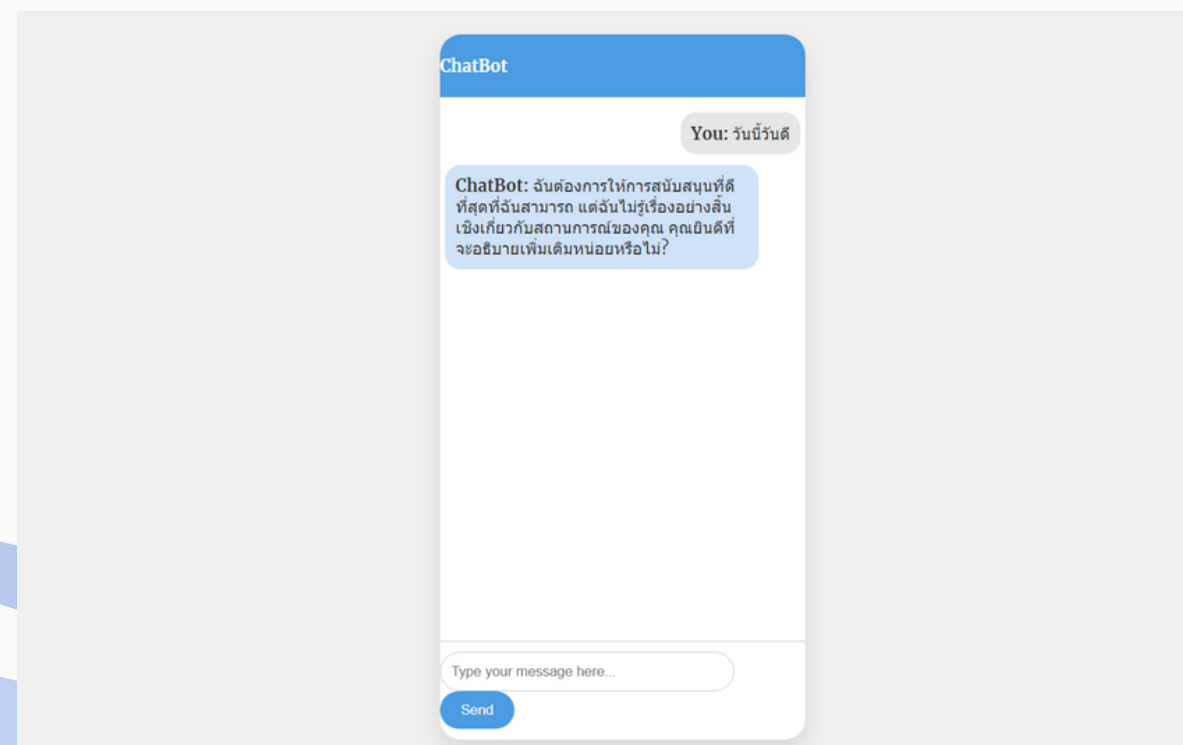 ChatBot
You: วันนี้วันดี
ChatBot: ฉันต้องการให้การสนับสนุนที่ดี
ที่สุดที่ฉันสามารถ แต่ฉันไม่รู้เรื่องอย่างสิ้น
เชิงเกี่ยวกับสถานการณ์ของคุณ คุณยินดีที่
จะอธิบายเพิ่มเติมหน่อยหรือไม่?
Type your message here...
Send